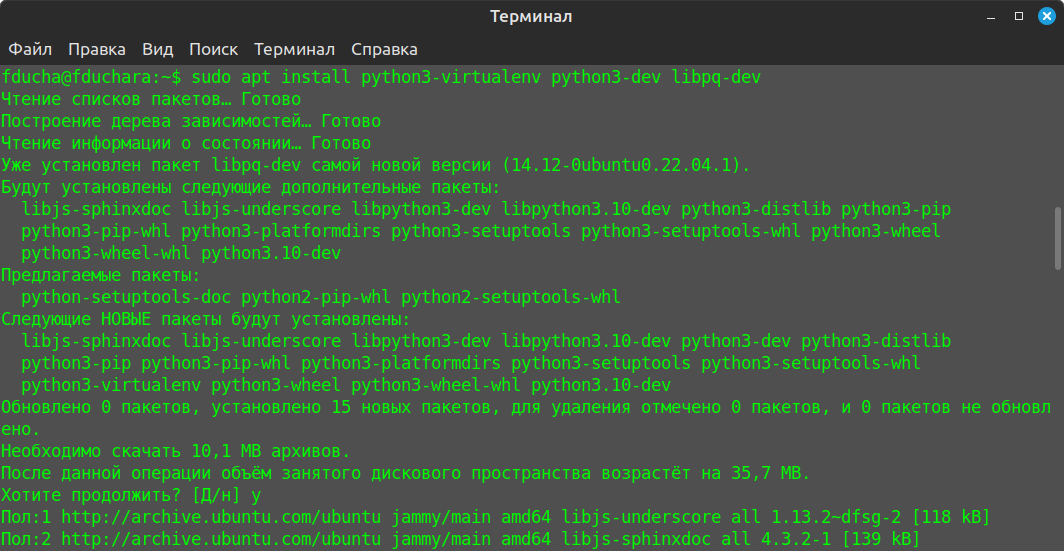 Терминал
Файл Правка Вид Поиск Терминал Справка
fducha@fduchara:~$ sudo apt install python3-virtualenv python3-dev libpq-dev
Чтение списков пакетов… Готово
Построение дерева зависимостей… Готово
Чтение информации о состоянии… Готово
Уже установлен пакет libpq-dev самой новой версии (14.12-0ubuntu0.22.04.1).
Будут установлены следующие дополнительные пакеты:
  libjs-sphinxdoc libjs-underscore libpython3-dev libpython3.10-dev python3-distlib python3-pip
  python3-pip-whl python3-platformdirs python3-setuptools python3-setuptools-whl python3-wheel
  python3-wheel-whl python3.10-dev
Предлагаемые пакеты:
  python-setuptools-doc python2-pip-whl python2-setuptools-whl
Следующие НОВЫЕ пакеты будут установлены:
  libjs-sphinxdoc libjs-underscore libpython3-dev libpython3.10-dev python3-dev python3-distlib
  python3-pip python3-pip-whl python3-platformdirs python3-setuptools python3-setuptools-whl
  python3-virtualenv python3-wheel python3-wheel-whl python3.10-dev
Обновлено 0 пакетов, установлено 15 новых пакетов, для удаления отмечено 0 пакетов, и 0 пакетов не обновл
ено.
Необходимо скачать 10,1 MB архивов.
После данной операции объём занятого дискового пространства возрастёт на 35,7 MB.
Хотите продолжить? [Д/н] y
Пол:1 http://archive.ubuntu.com/ubuntu jammy/main amd64 libjs-underscore all 1.13.2~dfsg-2 [118 kB]
Пол:2 http://archive.ubuntu.com/ubuntu jammy/main amd64 libjs-sphinxdoc all 4.3.2-1 [139 kB]